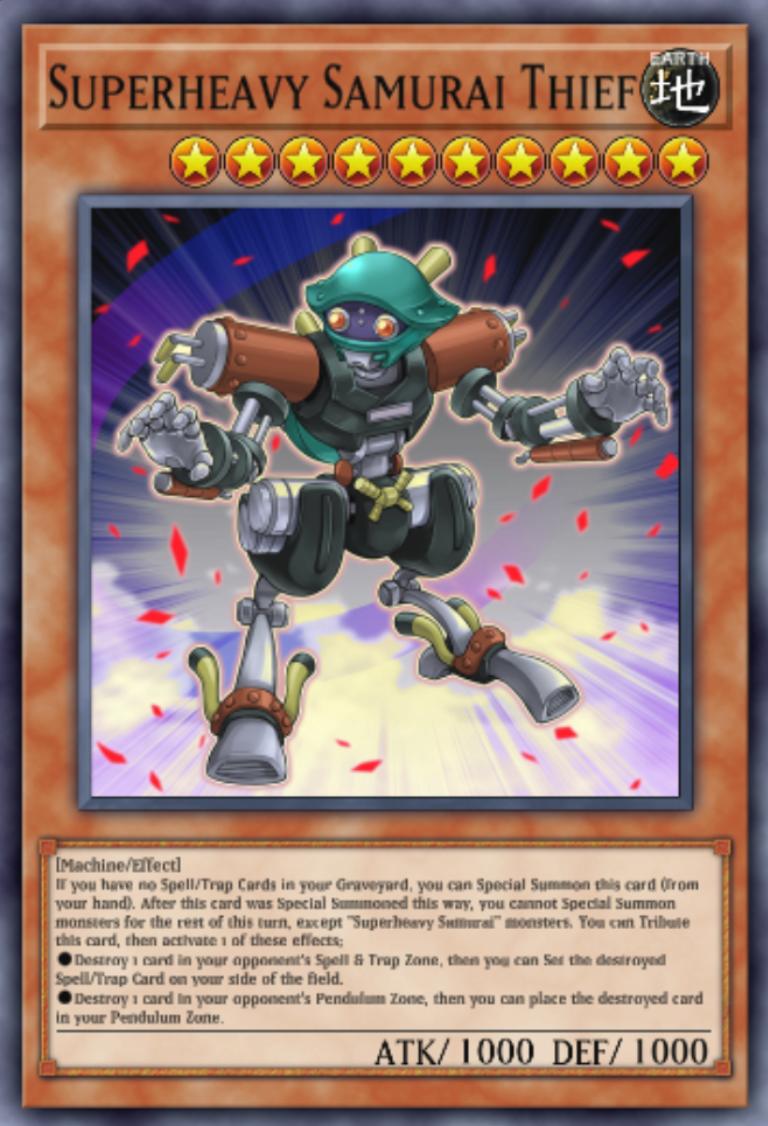 SUPERHEAVY SAMURAI THIEF
EARTH
地
[Machine/Effect]
If you have no Spell/Trap Cards in your Graveyard, you can Special Summon this card (from
your hand). After this card was Special Summoned this way, you cannot Special Summon
monsters for the rest of this turn, except "Superheavy Samurai" monsters. You can Tribute
this card, then activate 1 of these effects;
●Destroy 1 card in your opponent's Spell & Trap Zone, then you can Set the destroyed
Spell/Trap Card on your side of the field.
●Destroy 1 card in your opponent's Pendulum Zone, then you can place the destroyed card
in your Pendulum Zone.
ATK/ 1000 DEF/ 1000